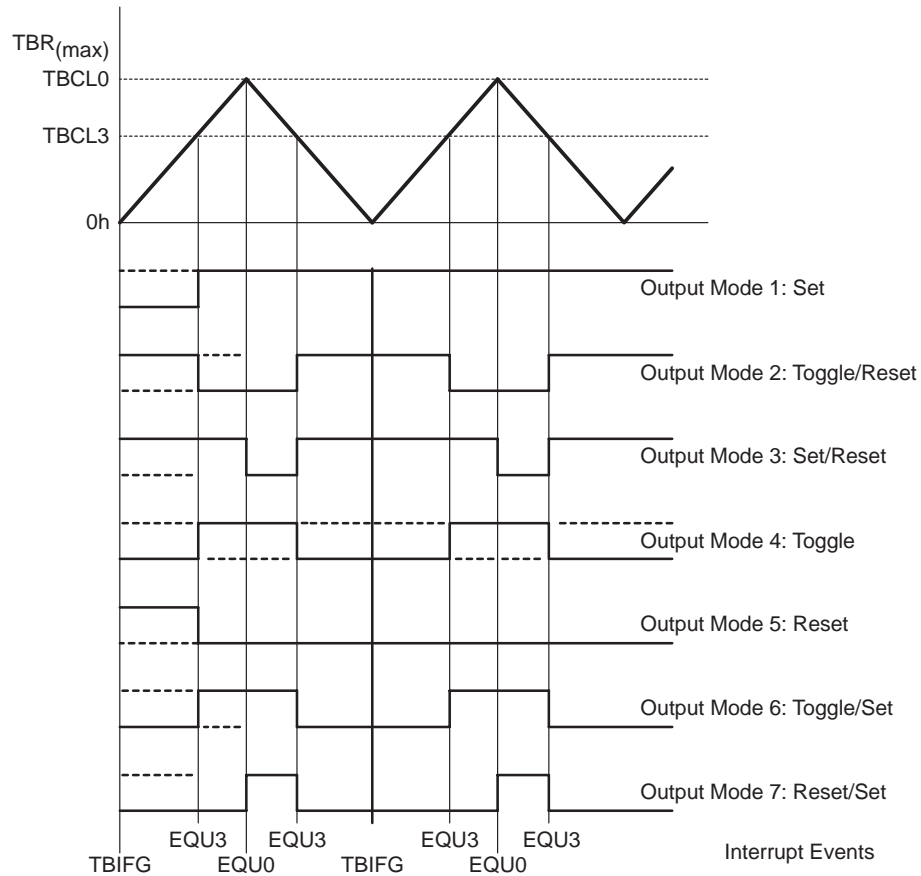 TBR(max)
TBCL0
TBCL3
0h
Output Mode 1: Set
Output Mode 2: Toggle/Reset
Output Mode 3: Set/Reset
Output Mode 4: Toggle
Output Mode 5: Reset
Output Mode 6: Toggle/Set
Output Mode 7: Reset/Set
EQU3 EQU3 EQU3 EQU3
TBIFG EQU0 TBIFG EQU0
Interrupt Events